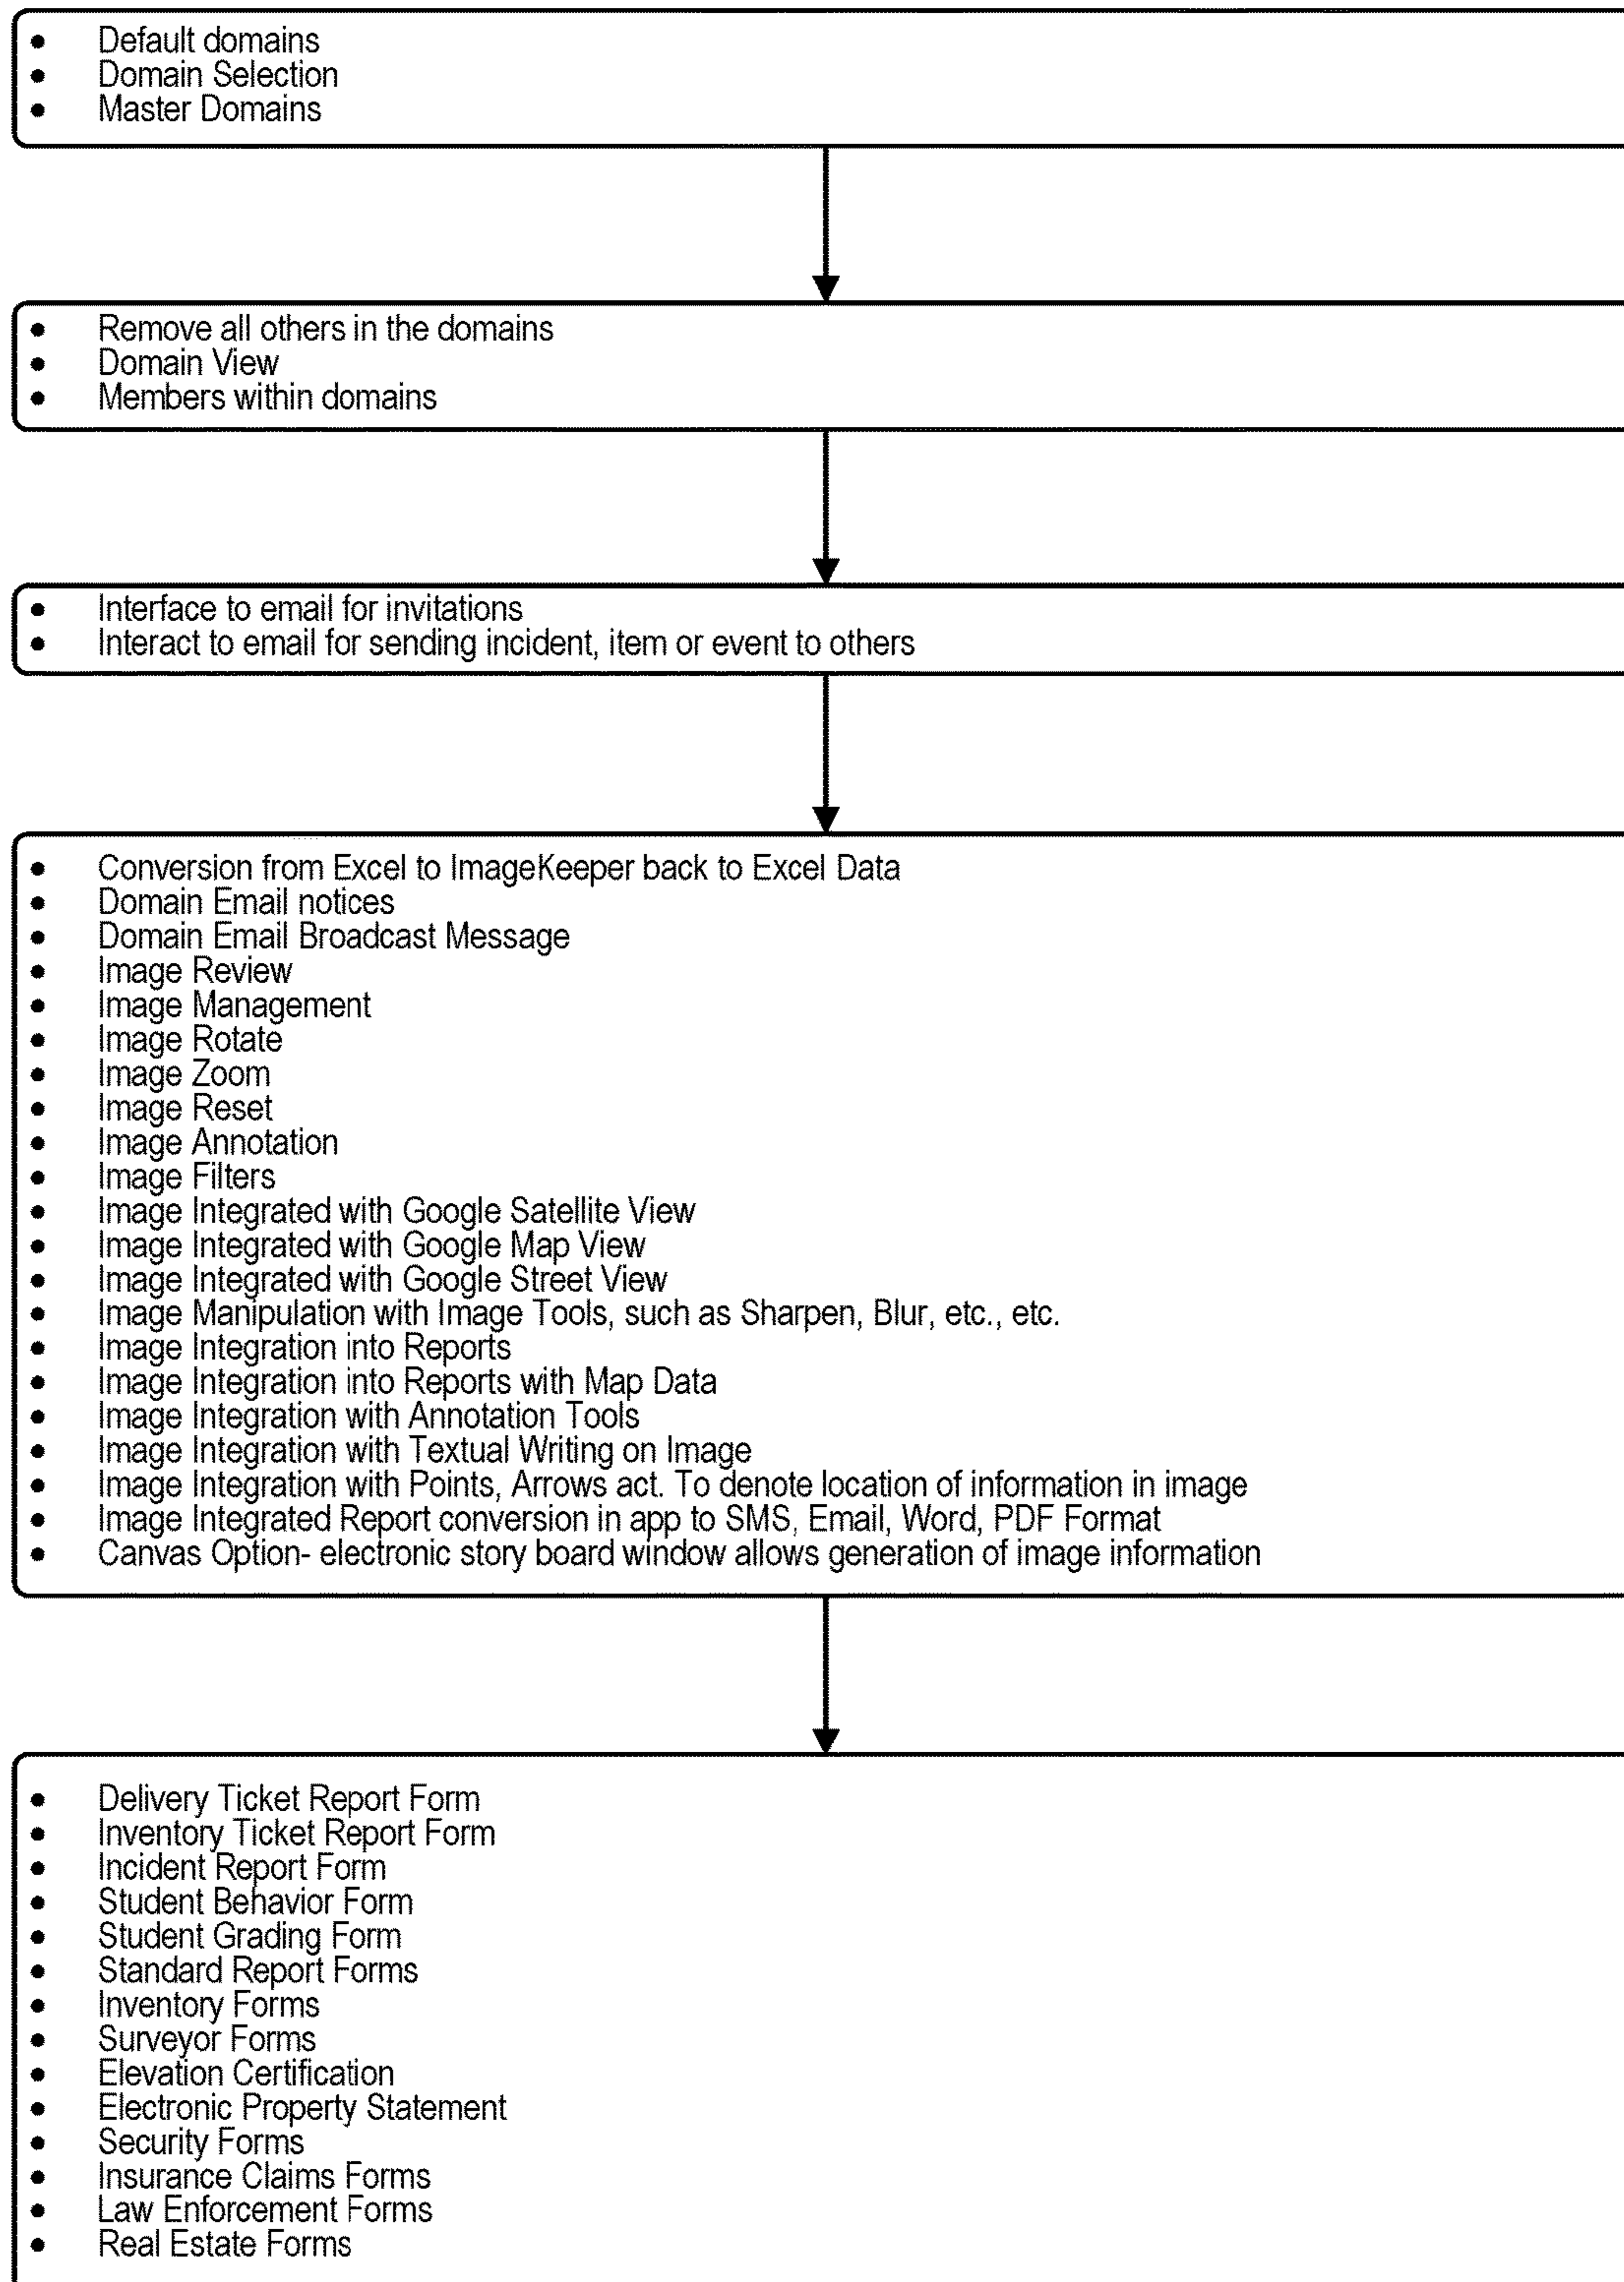 • Default domains
• Domain Selection
• Master Domains
• Remove all others in the domains
• Domain View
• Members within domains
• Interface to email for invitations
• Interact to email for sending incident, item or event to others
• Conversion from Excel to ImageKeeper back to Excel Data
• Domain Email notices
• Domain Email Broadcast Message
• Image Review
• Image Management
• Image Rotate
• Image Zoom
• Image Reset
• Image Annotation
• Image Filters
• Image Integrated with Google Satellite View
• Image Integrated with Google Map View
• Image Integrated with Google Street View
• Image Manipulation with Image Tools, such as Sharpen, Blur, etc., etc.
• Image Integration into Reports
• Image Integration into Reports with Map Data
• Image Integration with Annotation Tools
• Image Integration with Textual Writing on Image
• Image Integration with Points, Arrows act. To denote location of information in image
• Image Integrated Report conversion in app to SMS, Email, Word, PDF Format
• Canvas Option- electronic story board window allows generation of image information
• Delivery Ticket Report Form
• Inventory Ticket Report Form
• Incident Report Form
• Student Behavior Form
• Student Grading Form
• Standard Report Forms
• Inventory Forms
• Surveyor Forms
• Elevation Certification
• Electronic Property Statement
• Security Forms
• Insurance Claims Forms
• Law Enforcement Forms
• Real Estate Forms